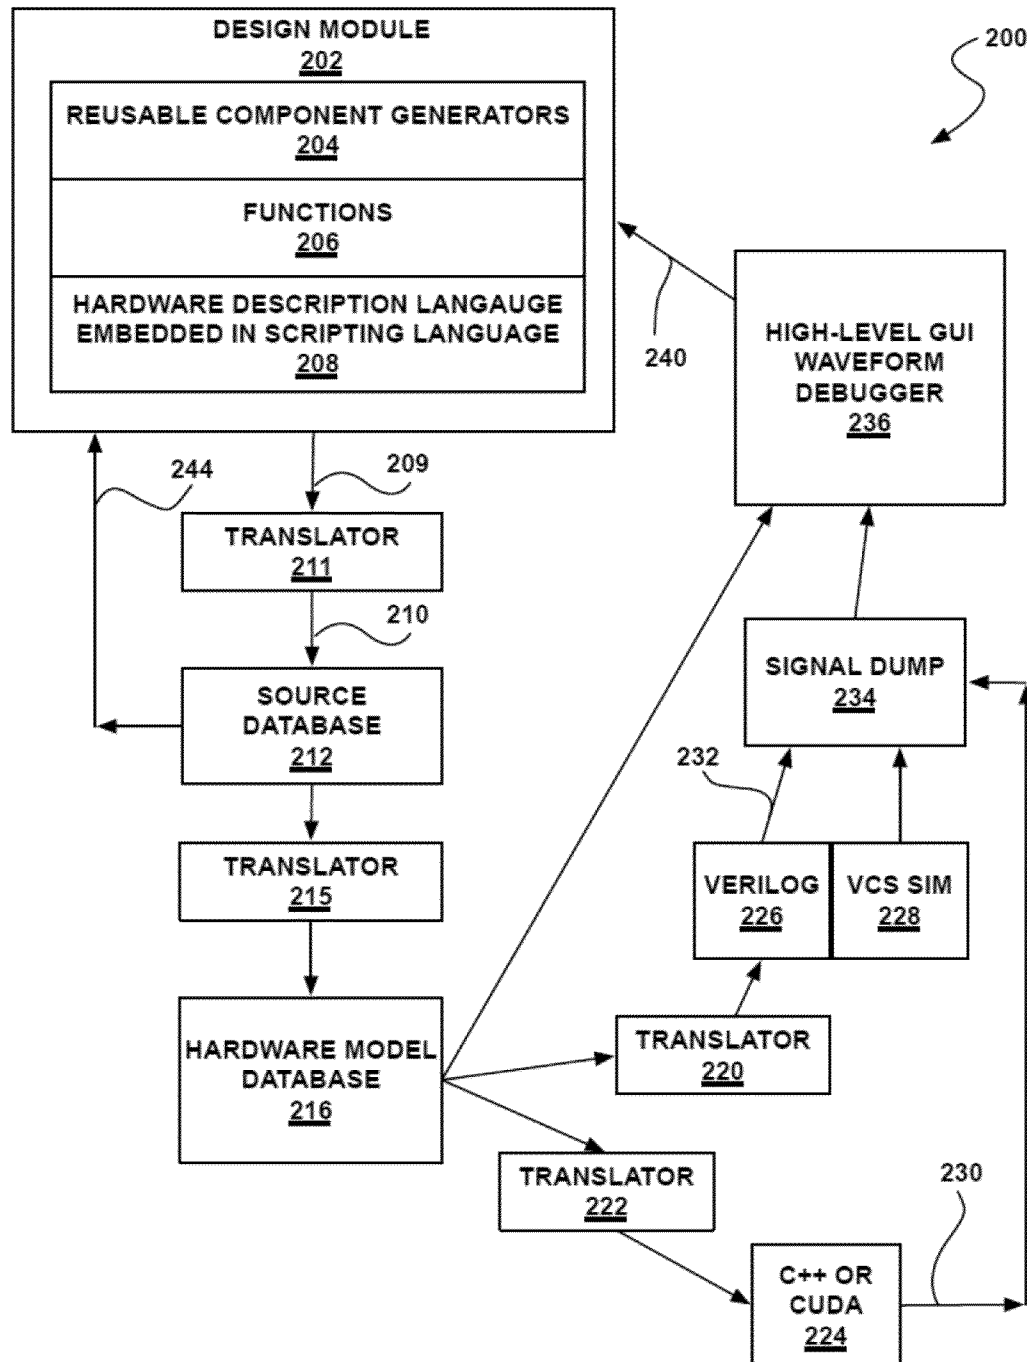 DESIGN MODULE
202
200
REUSABLE COMPONENT GENERATORS
204
FUNCTIONS
206
HARDWARE DESCRIPTION LANGAUGE
EMBEDDED IN SCRIPTING LANGUAGE
208
240
HIGH-LEVEL GUI
WAVEFORM
DEBUGGER
236
244
209
TRANSLATOR
211
210
SOURCE
DATABASE
212
SIGNAL DUMP
234
232
TRANSLATOR
215
VERILOG
226
VCS SIM
228
HARDWARE MODEL
DATABASE
216
TRANSLATOR
220
TRANSLATOR
222
230
C++ OR
CUDA
224